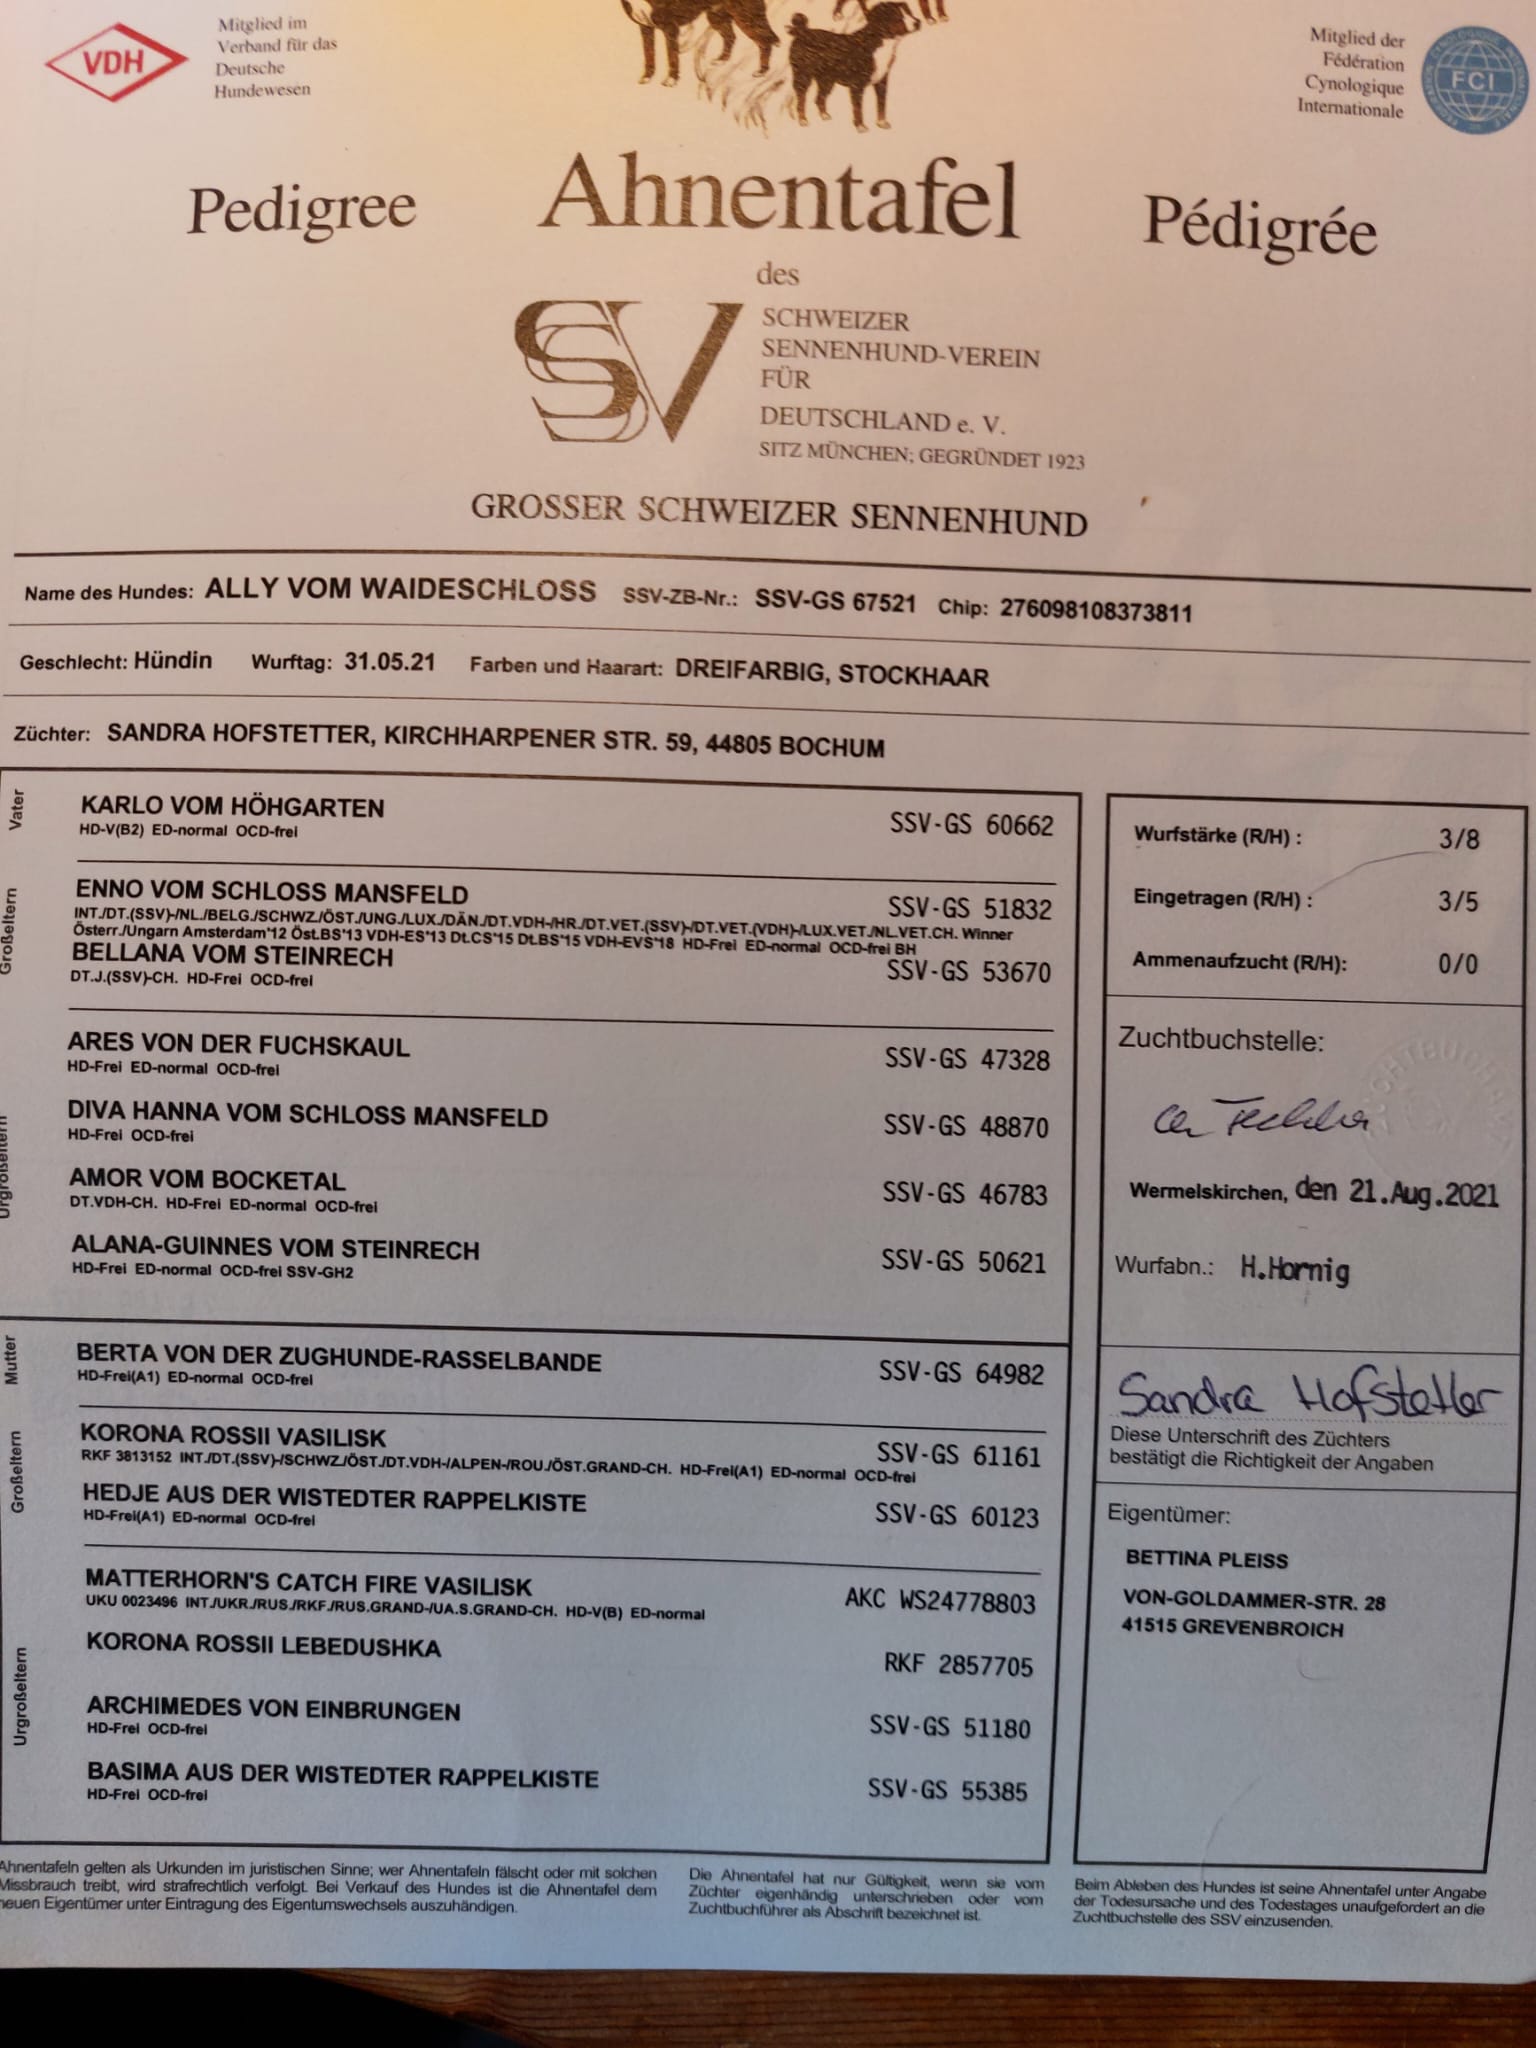 VDH
Mitglied im
Verband für das
Deutsche
Hundewesen
Mitglied der
Fédération
Cynologique
Internationale
FCI
Pedigree
Ahnentafel
Pédigrée
des
SSV
SCHWEIZER
SENNENHUND-VEREIN
FÜR
DEUTSCHLAND e. V.
SITZ MÜNCHEN; GEGRÜNDET 1923
GROSSER SCHWEIZER SENNENHUND
Name des Hundes: ALLY VOM WAIDESCHLOSS SSV-ZB-Nr.: SSV-GS 67521 Chip: 276098108373811
Geschlecht: Hündin Wurftag: 31.05.21 Farben und Haarart: DREIFARBIG, STOCKHAAR
Züchter: SANDRA HOFSTETTER, KIRCHHARPENER STR. 59, 44805 BOCHUM
Vater
KARLO VOM HÖHGARTEN SSV-GS 60662
HD-V(B2) ED-normal OCD-frei
Großeltern
ENNO VOM SCHLOSS MANSFELD SSV-GS 51832
INT./DT.(SSV)-/NL./BELG./SCHWZ./ÖST./UNG./LUX./DÄN./DT.VDH-/HR./DT.VET.(SSV)-/DT.VET.(VDH)-/LUX.VET./NL.VET.CH. Winner
Österr./Ungarn Amsterdam'12 Öst.BS'13 VDH-ES'13 Dt.CS'15 Dt.BS'15 VDH-EVS'18 HD-Frei ED-normal OCD-frei BH
BELLANA VOM STEINRECH SSV-GS 53670
DT.J.(SSV)-CH. HD-Frei OCD-frei
Urgroßeltern
ARES VON DER FUCHSKAUL SSV-GS 47328
HD-Frei ED-normal OCD-frei
DIVA HANNA VOM SCHLOSS MANSFELD SSV-GS 48870
HD-Frei OCD-frei
AMOR VOM BOCKETAL SSV-GS 46783
DT.VDH-CH. HD-Frei ED-normal OCD-frei
ALANA-GUINNES VOM STEINRECH SSV-GS 50621
HD-Frei ED-normal OCD-frei SSV-GH2
Mutter
BERTA VON DER ZUGHUNDE-RASSELBANDE SSV-GS 64982
HD-Frei(A1) ED-normal OCD-frei
Großeltern
KORONA ROSSII VASILISK SSV-GS 61161
RKF 3813152 INT./DT.(SSV)-/SCHWZ./ÖST./DT.VDH-/ALPEN-/ROU./ÖST.GRAND-CH. HD-Frei(A1) ED-normal OCD-frei
HEDJE AUS DER WISTEDTER RAPPELKISTE SSV-GS 60123
HD-Frei(A1) ED-normal OCD-frei
Urgroßeltern
MATTERHORN'S CATCH FIRE VASILISK AKC WS24778803
UKU 0023496 INT./UKR./RUS./RKF./RUS.GRAND-/UA.S.GRAND-CH. HD-V(B) ED-normal
KORONA ROSSII LEBEDUSHKA RKF 2857705
ARCHIMEDES VON EINBRUNGEN SSV-GS 51180
HD-Frei OCD-frei
BASIMA AUS DER WISTEDTER RAPPELKISTE SSV-GS 55385
HD-Frei OCD-frei
Wurfstärke (R/H) : 3/8
Eingetragen (R/H) : 3/5
Ammenaufzucht (R/H): 0/0
Zuchtbuchstelle:
Wermelskirchen, den 21.Aug.2021
Wurfabn.: H.Hornig
Sandra Hofstetter
Diese Unterschrift des Züchters
bestätigt die Richtigkeit der Angaben
Eigentümer:
BETTINA PLEISS
VON-GOLDAMMER-STR. 28
41515 GREVENBROICH
Ahnentafeln gelten als Urkunden im juristischen Sinne; wer Ahnentafeln fälscht oder mit solchen
Missbrauch treibt, wird strafrechtlich verfolgt. Bei Verkauf des Hundes ist die Ahnentafel dem
neuen Eigentümer unter Eintragung des Eigentumswechsels auszuhändigen.
Die Ahnentafel hat nur Gültigkeit, wenn sie vom
Züchter eigenhändig unterschrieben oder vom
Zuchtbuchführer als Abschrift bezeichnet ist.
Beim Ableben des Hundes ist seine Ahnentafel unter Angabe
der Todesursache und des Todestages unaufgefordert an die
Zuchtbuchstelle des SSV einzusenden.